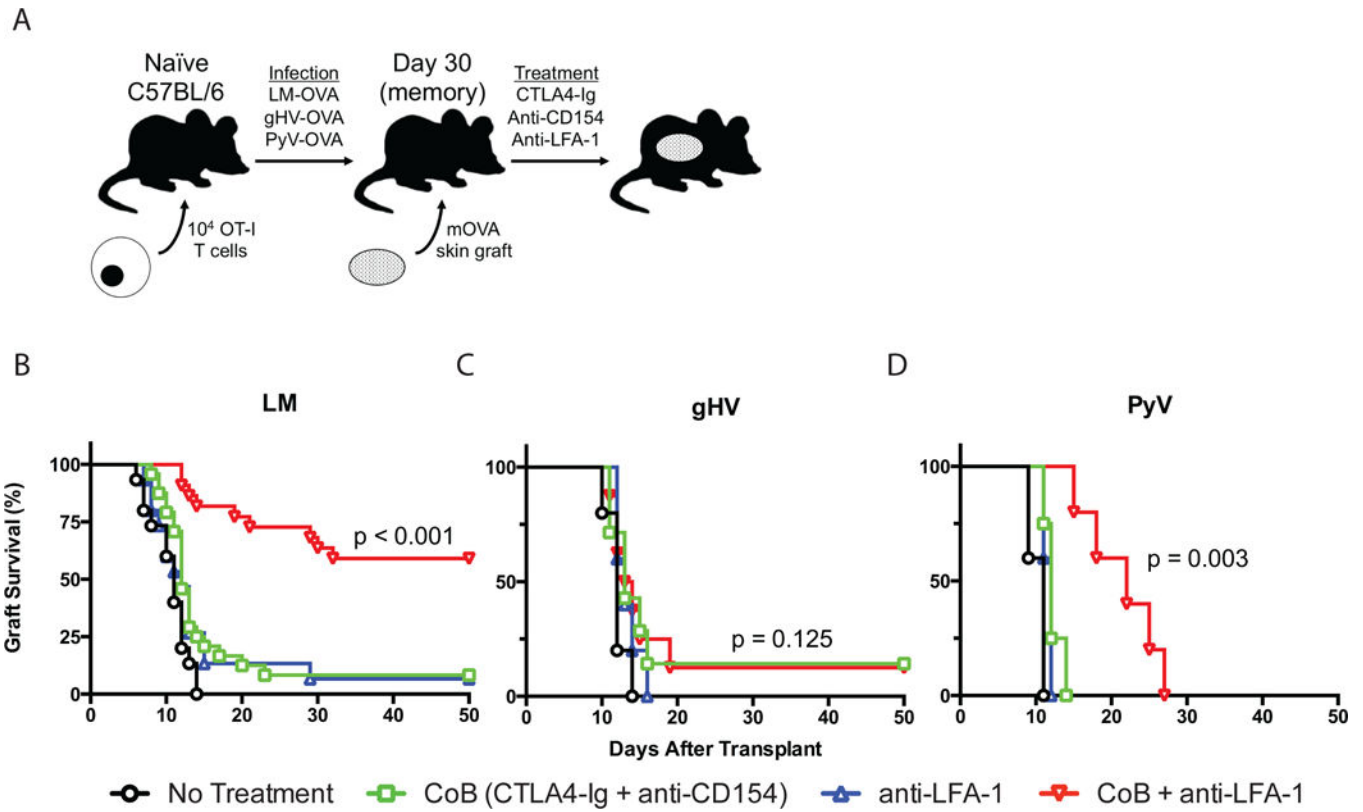 A
Naïve
C57BL/6
Infection
LM-OVA
gHV-OVA
PyV-OVA
Day 30
(memory)
Treatment
CTLA4-Ig
Anti-CD154
Anti-LFA-1
10⁴ OT-I
T cells
mOVA
skin graft
B
LM
Graft Survival (%)
100
75
50
25
0
p < 0.001
0 10 20 30 40 50
C
gHV
100
50
0
p = 0.125
0 10 20 30 40 50
D
PyV
100
50
0
p = 0.003
0 10 20 30 40 50
Days After Transplant
No Treatment CoB (CTLA4-Ig + anti-CD154) anti-LFA-1 CoB + anti-LFA-1